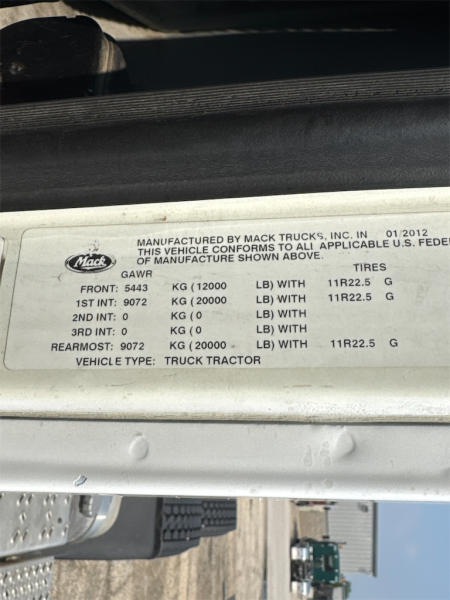 MANUFACTURED BY MACK TRUCKS, INC. IN 01/2012
THIS VEHICLE CONFORMS TO ALL APPLICABLE U.S. FEDE
OF MANUFACTURE SHOWN ABOVE.
Mack
GAWR TIRES
FRONT: 5443 KG ( 12000 LB) WITH 11R22.5 G
1ST INT: 9072 KG ( 20000 LB) WITH 11R22.5 G
2ND INT: 0 KG ( 0 LB) WITH
3RD INT: 0 KG ( 0 LB) WITH
REARMOST: 9072 KG ( 20000 LB) WITH 11R22.5 G
VEHICLE TYPE: TRUCK TRACTOR